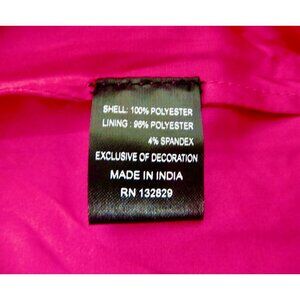 SHELL: 100% POLYESTER
LINING : 96% POLYESTER
4% SPANDEX
EXCLUSIVE OF DECORATION
MADE IN INDIA
RN 132829